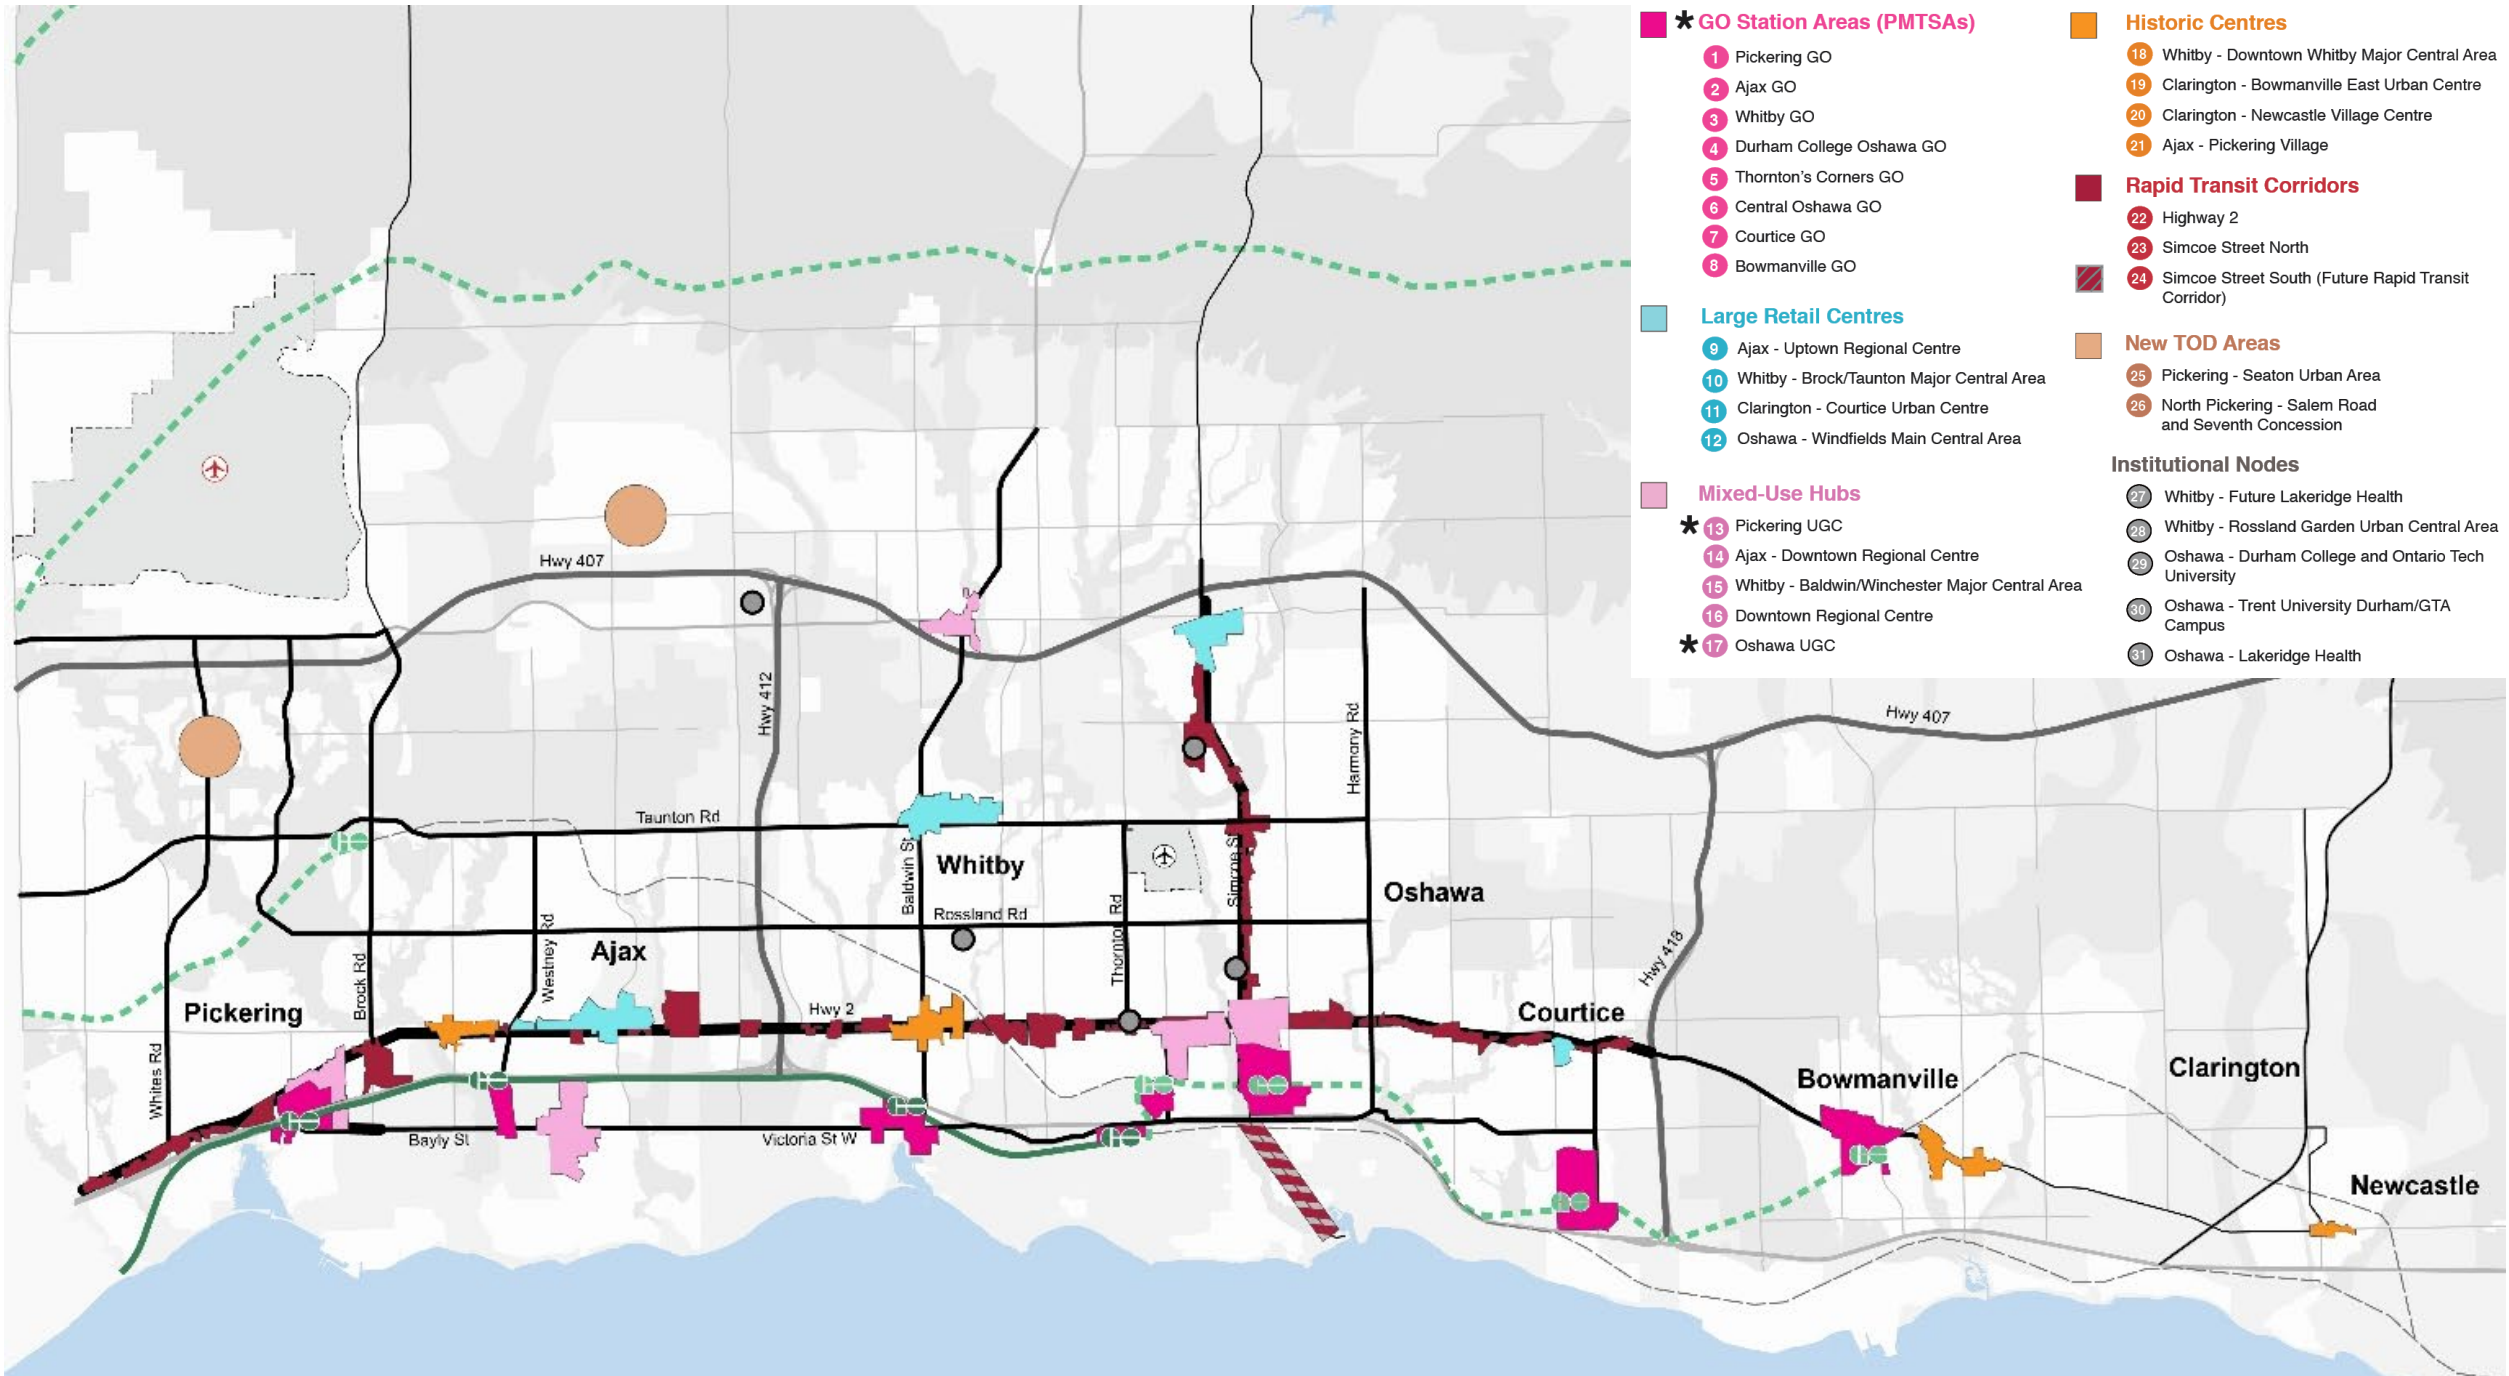 * GO Station Areas (PMTSAs)
1 Pickering GO
2 Ajax GO
3 Whitby GO
4 Durham College Oshawa GO
5 Thornton's Corners GO
6 Central Oshawa GO
7 Courtice GO
8 Bowmanville GO
Large Retail Centres
9 Ajax - Uptown Regional Centre
10 Whitby - Brock/Taunton Major Central Area
11 Clarington - Courtice Urban Centre
12 Oshawa - Windfields Main Central Area
Mixed-Use Hubs
* 13 Pickering UGC
14 Ajax - Downtown Regional Centre
15 Whitby - Baldwin/Winchester Major Central Area
16 Downtown Regional Centre
* 17 Oshawa UGC
Historic Centres
18 Whitby - Downtown Whitby Major Central Area
19 Clarington - Bowmanville East Urban Centre
20 Clarington - Newcastle Village Centre
21 Ajax - Pickering Village
Rapid Transit Corridors
22 Highway 2
23 Simcoe Street North
24 Simcoe Street South (Future Rapid Transit
Corridor)
New TOD Areas
25 Pickering - Seaton Urban Area
26 North Pickering - Salem Road
and Seventh Concession
Institutional Nodes
27 Whitby - Future Lakeridge Health
28 Whitby - Rossland Garden Urban Central Area
29 Oshawa - Durham College and Ontario Tech
University
30 Oshawa - Trent University Durham/GTA
Campus
31 Oshawa - Lakeridge Health
Hwy 407
Hwy 412
Harmony Rd
Hwy 407
Taunton Rd
Baldwin St
Whitby
Simcoe St
Oshawa
Rossland Rd
Thornton Rd
Westney Rd
Ajax
Hwy 418
Brock Rd
Pickering
Hwy 2
Courtice
Whites Rd
Bowmanville
Clarington
Bayly St
Victoria St W
Newcastle